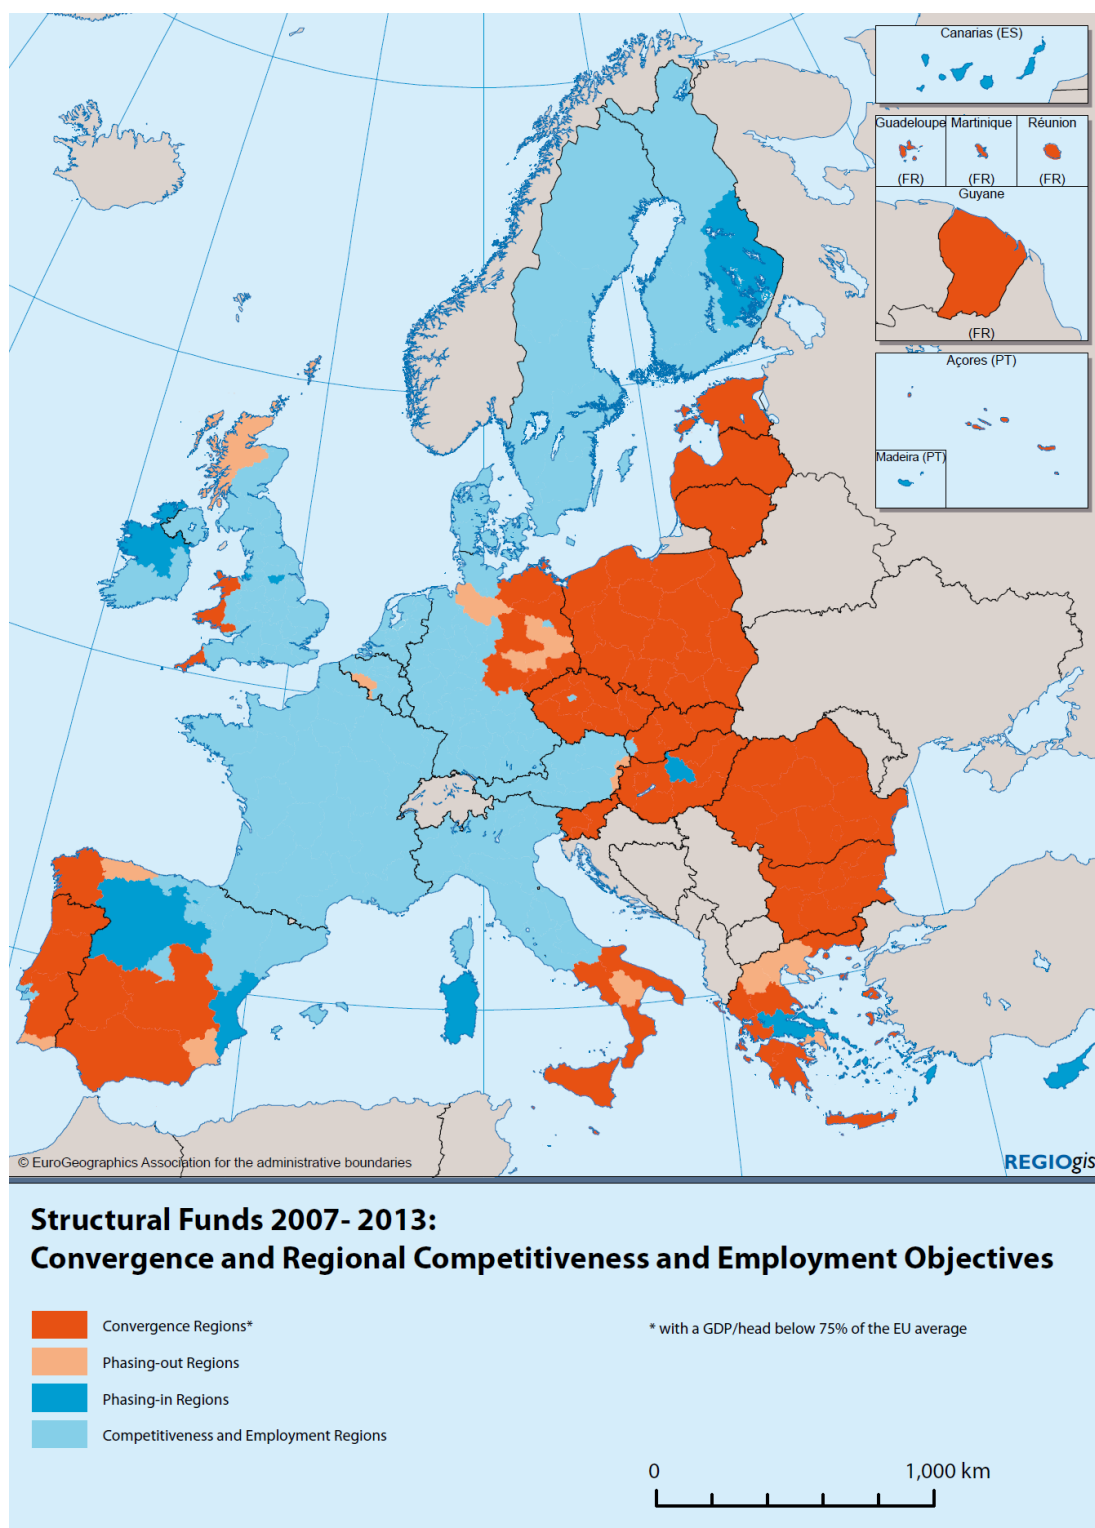 Canarias (ES)
Guadeloupe Martinique Réunion
(FR) (FR) (FR)
Guyane
(FR)
Açores (PT)
Madeira (PT)
© EuroGeographics Association for the administrative boundaries
REGIOgis
Structural Funds 2007- 2013:
Convergence and Regional Competitiveness and Employment Objectives
Convergence Regions*
* with a GDP/head below 75% of the EU average
Phasing-out Regions
Phasing-in Regions
Competitiveness and Employment Regions
0 1,000 km